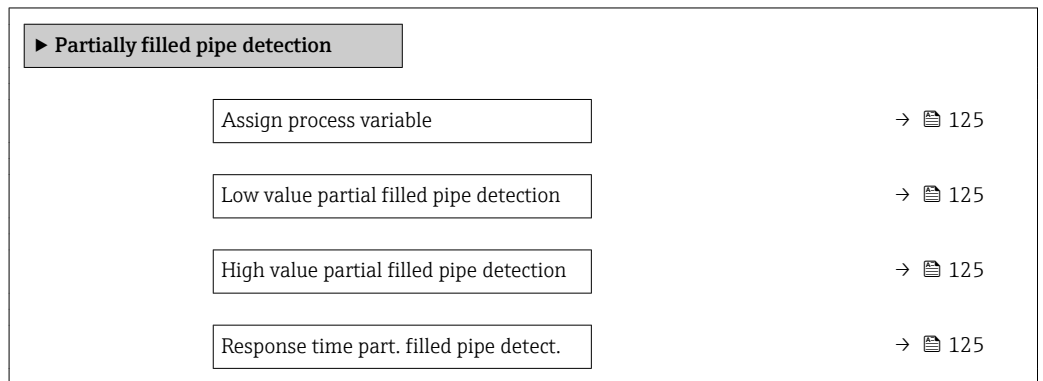 ▶ Partially filled pipe detection
Assign process variable → 125
Low value partial filled pipe detection → 125
High value partial filled pipe detection → 125
Response time part. filled pipe detect. → 125